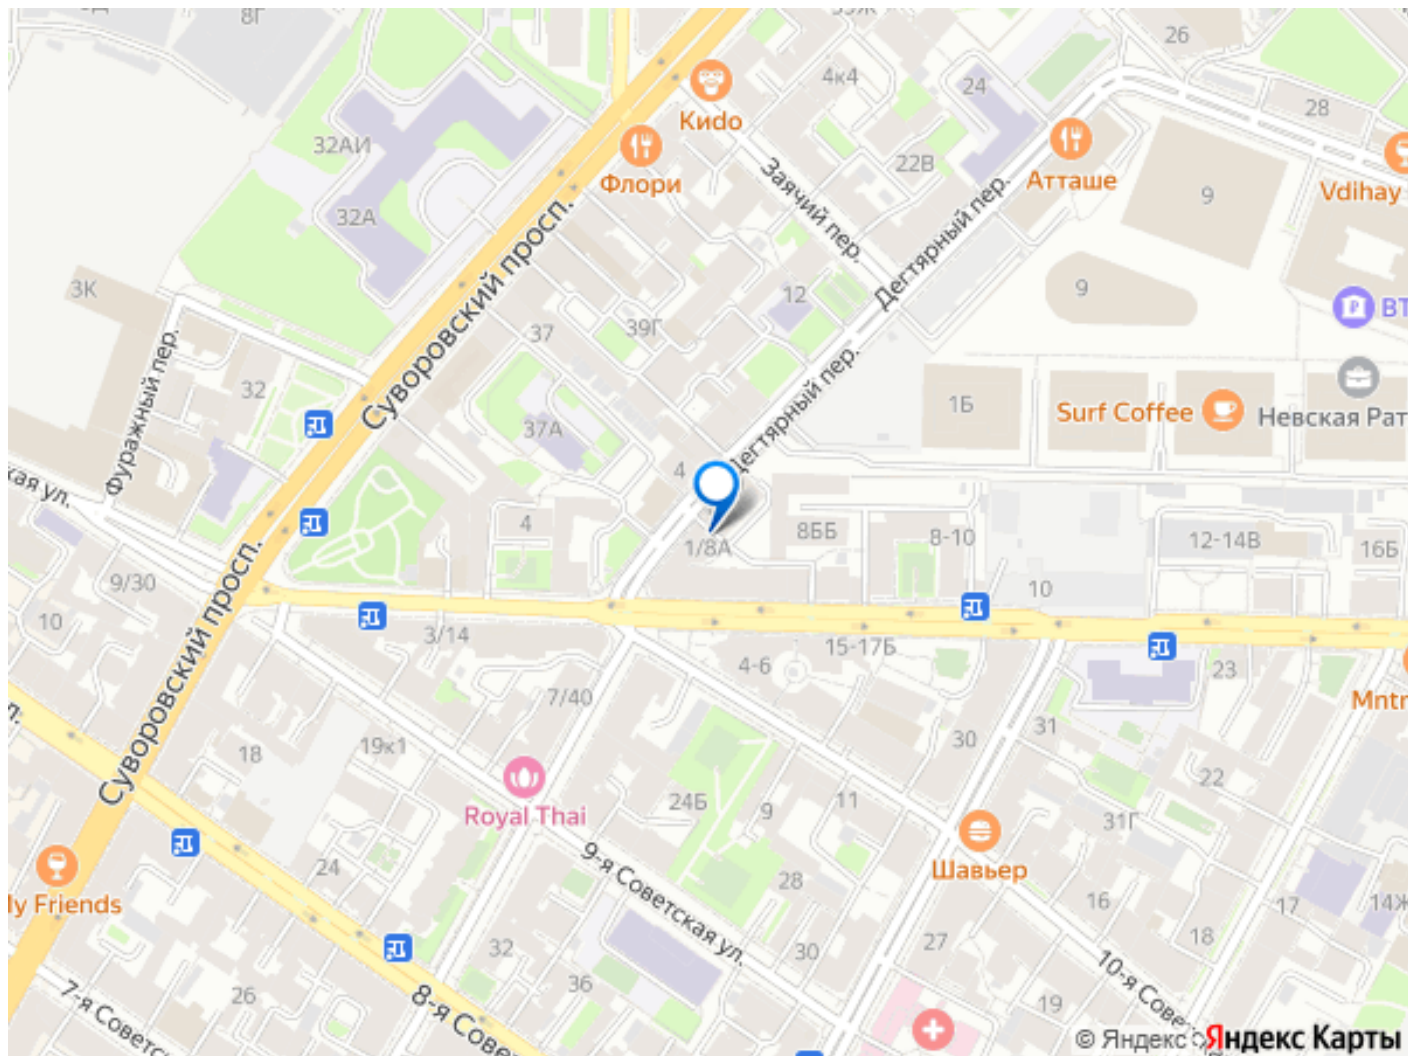 8Г
32АИ
32А
Кидо
Флори
4к4
24
26
28
22В
Атташе
Vdihay
Заячий пер.
Дегтярный пер.
9
9
3К
Суворовский просп.
12
39Г
37
ВТ
Фуражный пер.
32
37А
Дегтярный пер.
1Б
Surf Coffee
Невская Рат
кая ул.
4
4
1/8А
8ББ
8-10
12-14В
16Б
9/30
10
10
Суворовский просп.
3/14
4-6
15-17Б
23
7/40
Mntr
18
19к1
30
31
22
24Б
9
11
31Г
Royal Thai
Шавьер
24
9-я Советская ул.
28
16
14Ж
ly Friends
17
32
30
27
18
36
26
19
7-я Советс
8-я Сове
10-я Совет
© Яндекс
Яндекс Карты